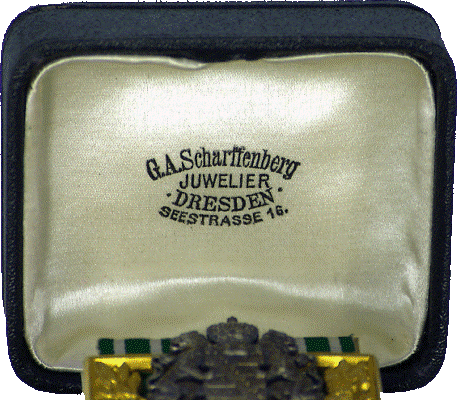 G.A.Scharffenberg
JUWELIER
·DRESDEN·
SEESTRASSE 16.